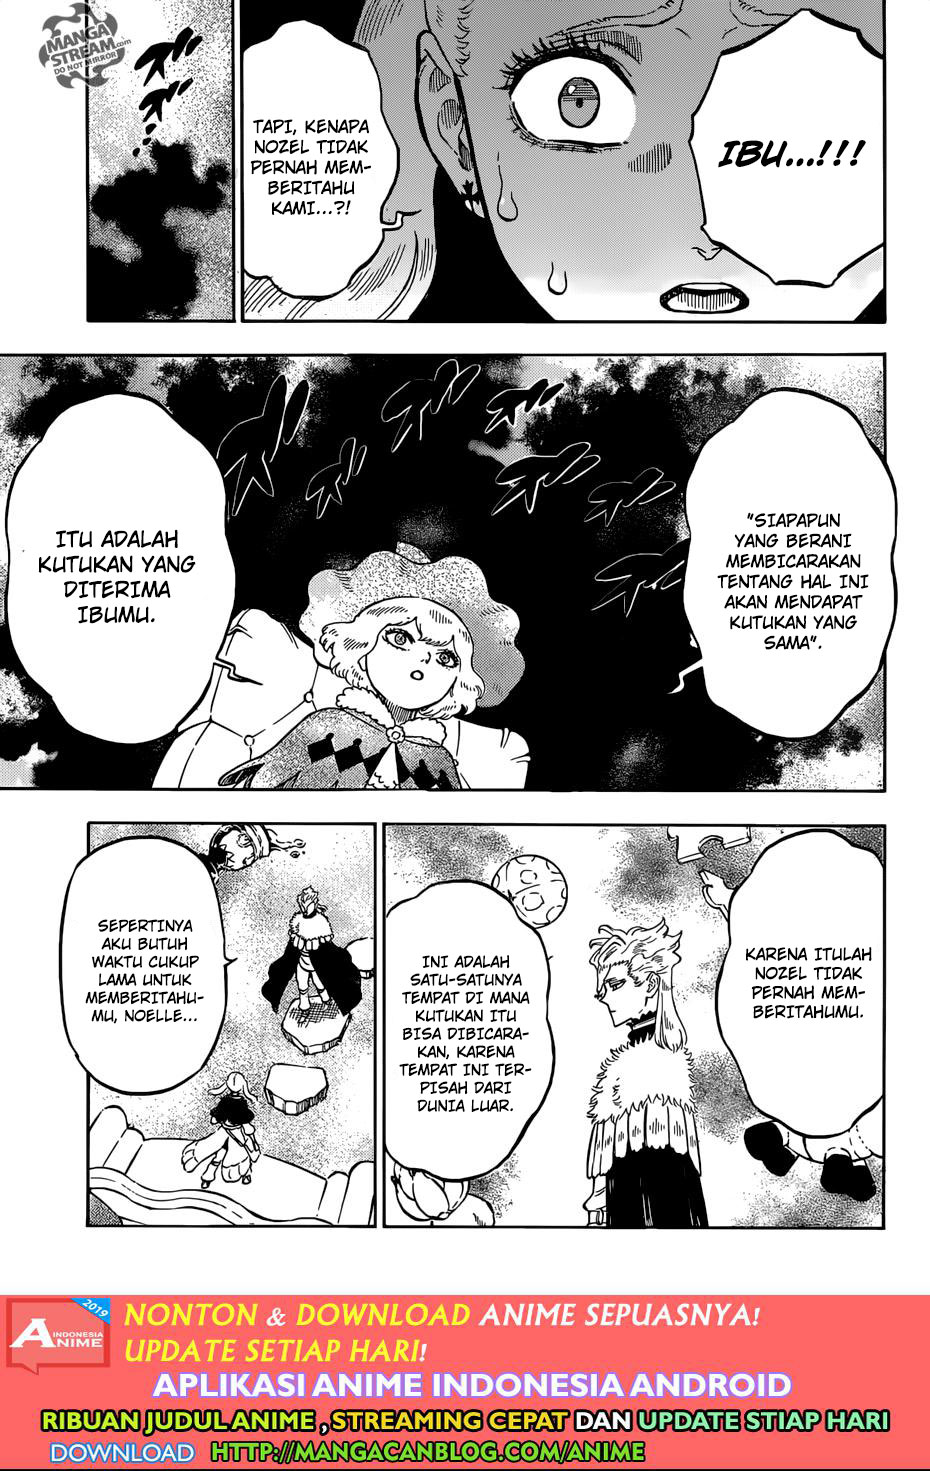 MANGA
STREAM.com
DO NOT MIRROR
IBU...!!!
TAPI, KENAPA
NOZEL TIDAK
PERNAH MEM-
BERITAHU
KAMI...?!
"SIAPAPUN
YANG BERANI
MEMBICARAKAN
TENTANG HAL INI
AKAN MENDAPAT
KUTUKAN YANG
SAMA".
ITU ADALAH
KUTUKAN YANG
DITERIMA
IBUMU.
KARENA ITULAH
NOZEL TIDAK
PERNAH MEM-
BERITAHUMU.
INI ADALAH
SATU-SATUNYA
TEMPAT DI MANA
KUTUKAN ITU
BISA DIBICARA-
KAN, KARENA
TEMPAT INI TER-
PISAH DARI
DUNIA LUAR.
SEPERTINYA
AKU BUTUH
WAKTU CUKUP
LAMA UNTUK
MEMBERITAHU-
MU, NOELLE...
2019
INDONESIA
ANIME
NONTON & DOWNLOAD ANIME SEPUASNYA!
UPDATE SETIAP HARI!
APLIKASI ANIME INDONESIA ANDROID
RIBUAN JUDUL ANIME , STREAMING CEPAT DAN UPDATE STIAP HARI
DOWNLOAD HTTP://MANGACANBLOG.COM/ANIME